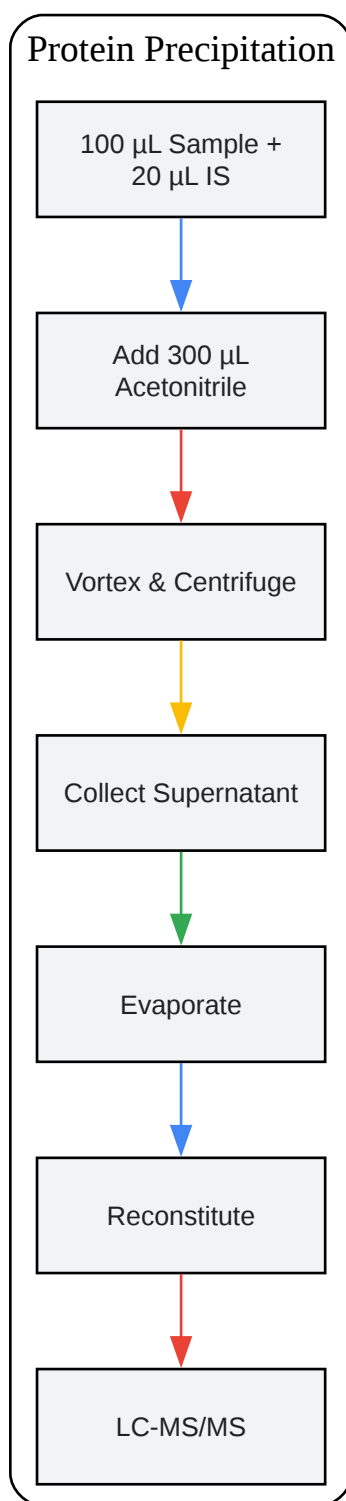 Protein Precipitation
100 µL Sample +
20 µL IS
Add 300 µL
Acetonitrile
Vortex & Centrifuge
Collect Supernatant
Evaporate
Reconstitute
LC-MS/MS